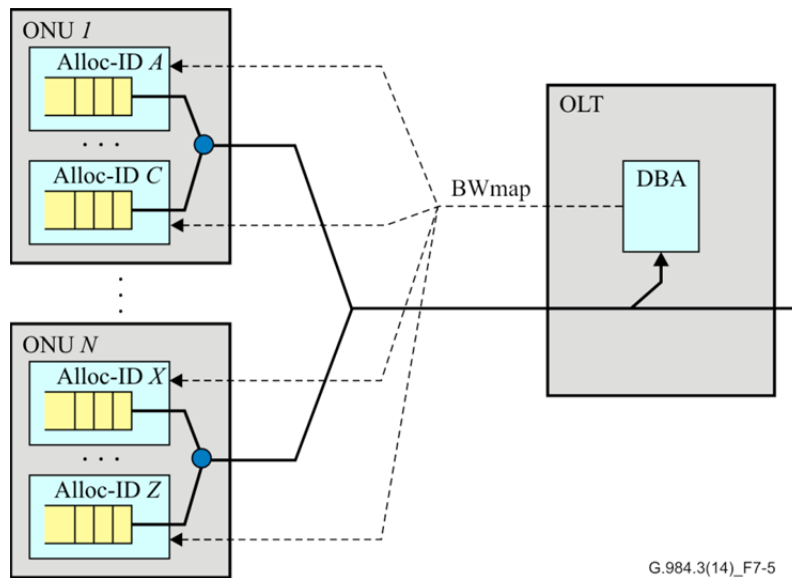 ONU 1
Alloc-ID A
. . .
Alloc-ID C
ONU N
Alloc-ID X
. . .
Alloc-ID Z
BWmap
OLT
DBA
G.984.3(14)_F7-5